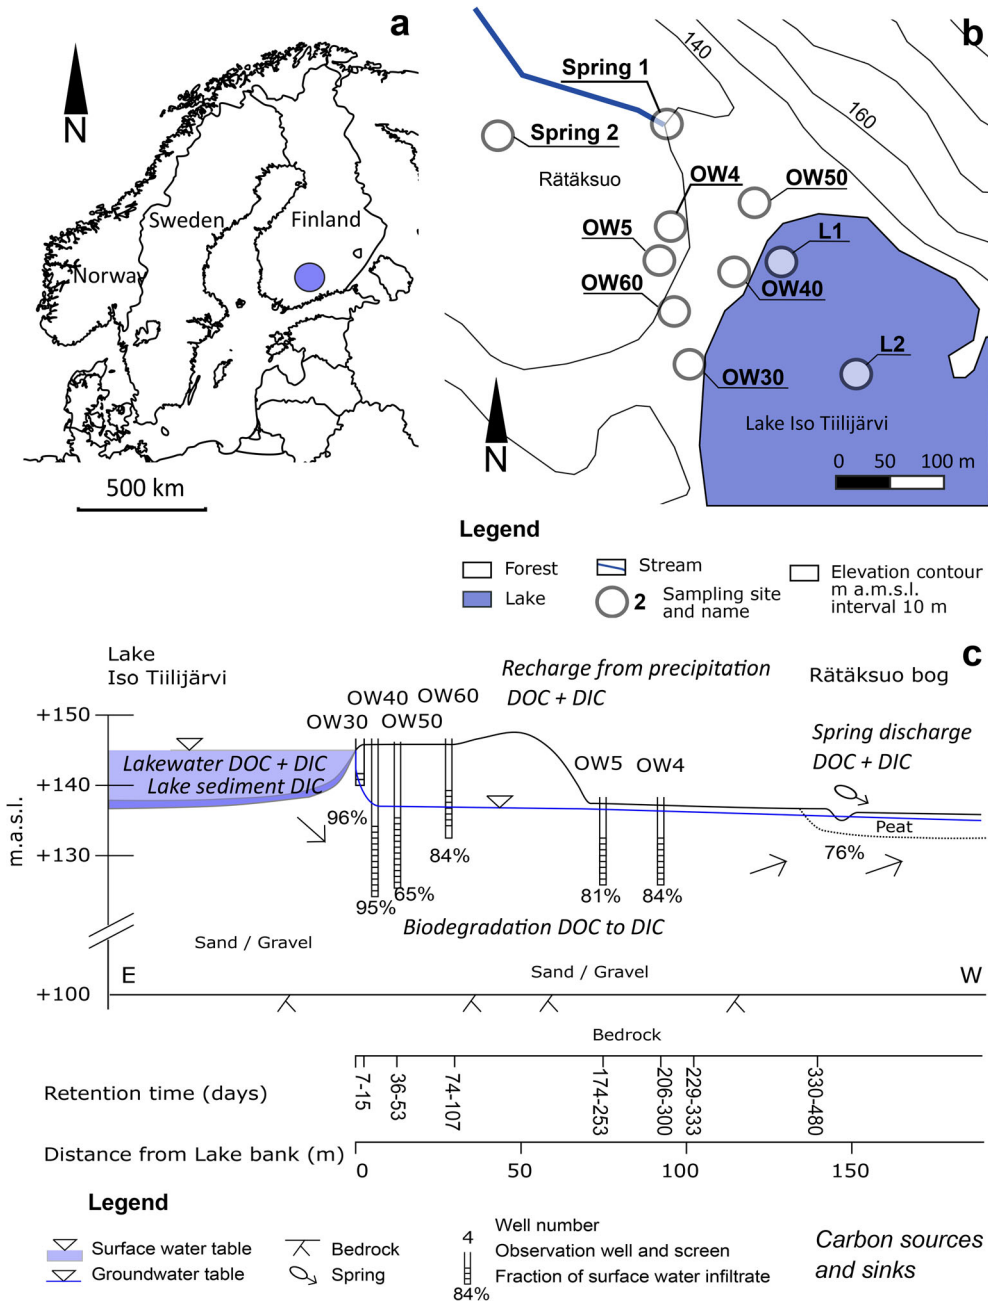 a
N
Sweden
Finland
Norway
500 km
b
140
160
Spring 1
Spring 2
Rätäksuo
OW4
OW50
OW5
L1
OW60
OW40
L2
OW30
Lake Iso Tiilijärvi
N
0 50 100 m
Legend
Forest
Lake
Stream
2 Sampling site
and name
Elevation contour
m a.m.s.l.
interval 10 m
c
Lake
Iso Tiilijärvi
Recharge from precipitation
DOC + DIC
Rätäksuo bog
OW40 OW60
OW30 OW50
Spring discharge
DOC + DIC
OW5 OW4
m.a.s.l.
+150
+140
+130
+100
Lakewater DOC + DIC
Lake sediment DIC
96%
95%
65%
84%
81%
84%
76%
Peat
Biodegradation DOC to DIC
Sand / Gravel
Sand / Gravel
E
W
Bedrock
Retention time (days)
7-15
36-53
74-107
174-253
206-300
229-333
330-480
Distance from Lake bank (m)
0 50 100 150
Legend
Surface water table
Groundwater table
Bedrock
Spring
4
84%
Well number
Observation well and screen
Fraction of surface water infiltrate
Carbon sources
and sinks